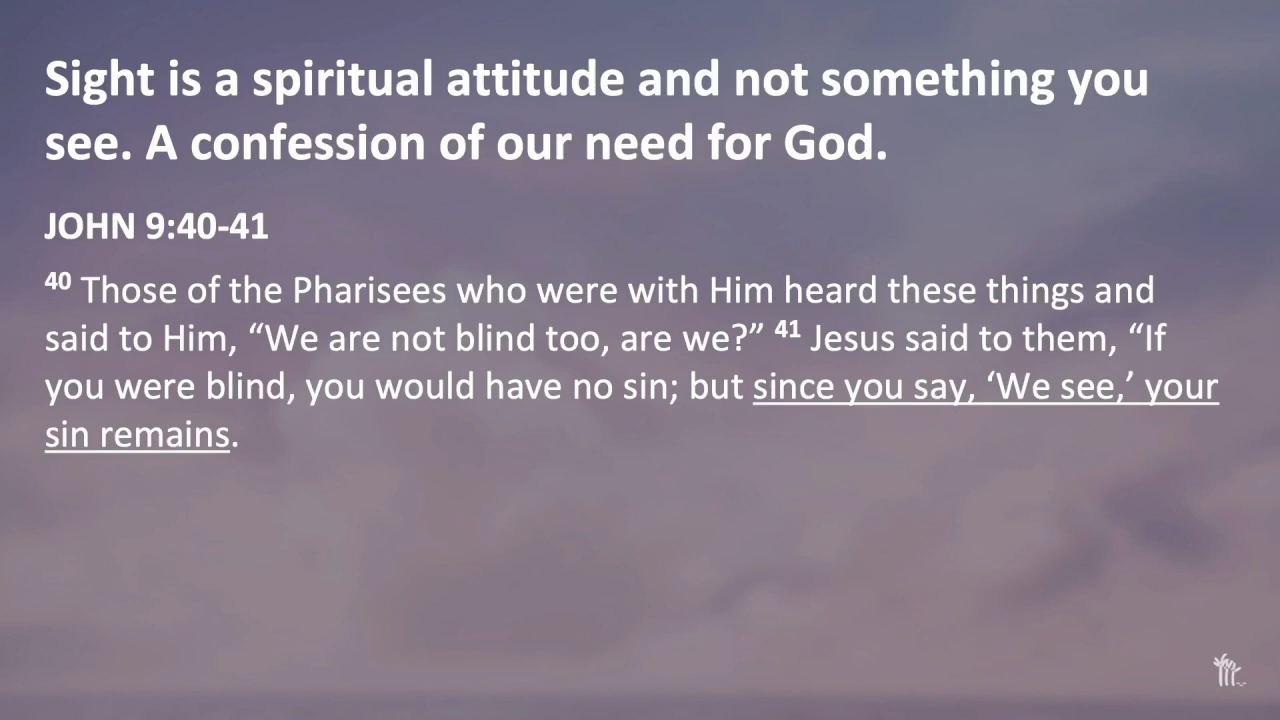 Sight is a spiritual attitude and not something you
see. A confession of our need for God.
JOHN 9:40-41
40 Those of the Pharisees who were with Him heard these things and
said to Him, “We are not blind too, are we?” 41 Jesus said to them, “If
you were blind, you would have no sin; but since you say, ‘We see,’ your
sin remains.